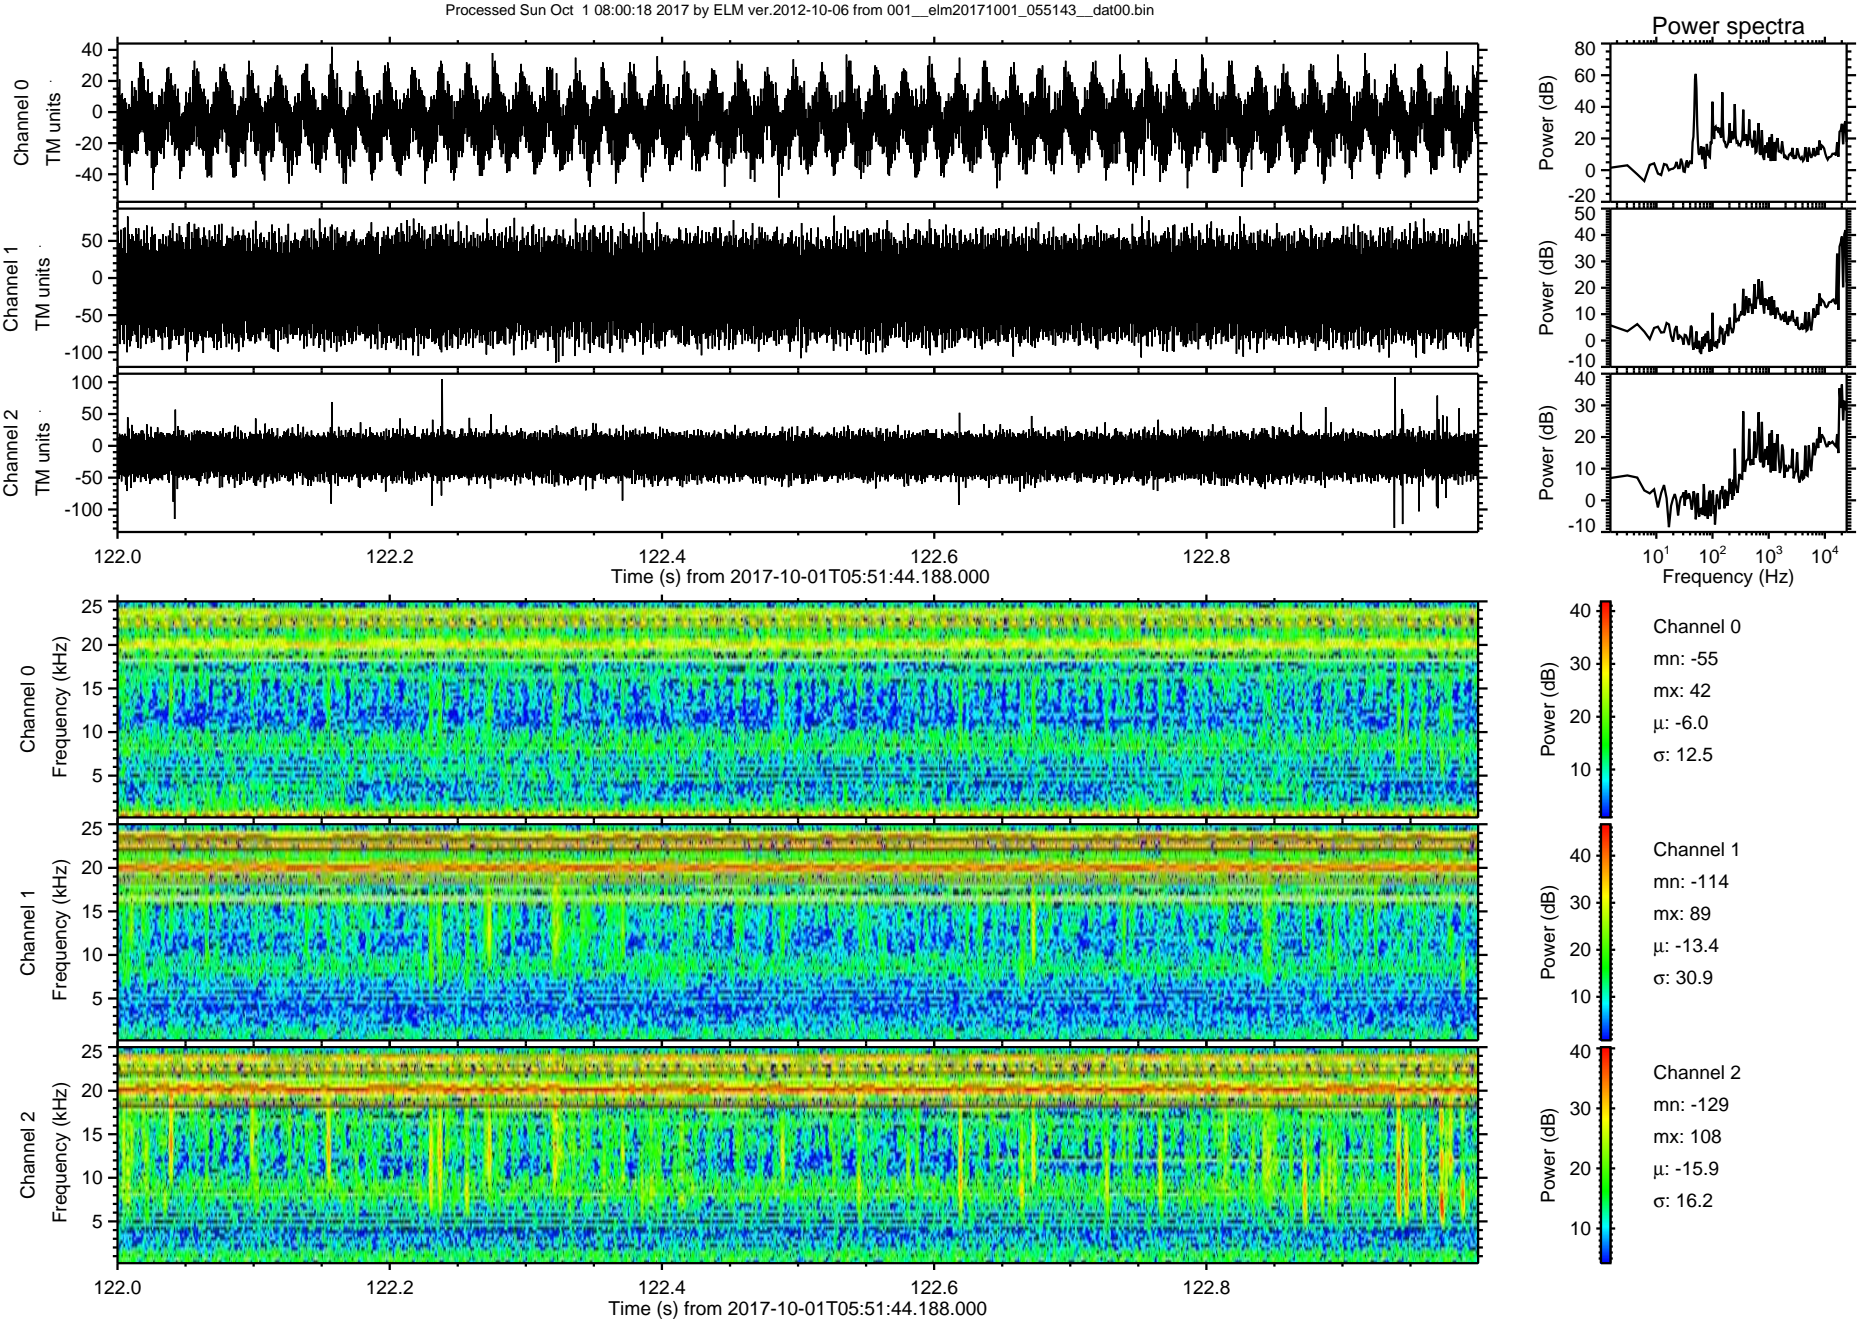 Processed Sun Oct  1 08:00:18 2017 by ELM ver.2012-10-06 from 001__elm20171001_055143__dat00.bin
Power spectra
Channel 0
TM units
40
20
0
-20
-40
Power (dB)
80
60
40
20
0
-20
Channel 1
TM units
50
0
-50
-100
Power (dB)
50
40
30
20
10
0
-10
Channel 2
TM units
100
50
0
-50
-100
Power (dB)
40
30
20
10
0
-10
122.0 122.2 122.4 122.6 122.8
Time (s) from 2017-10-01T05:51:44.188.000
10^1 10^2 10^3 10^4
Frequency (Hz)
Channel 0
Frequency (kHz)
25
20
15
10
5
Power (dB)
40
30
20
10
Channel 0
mn: -55
mx: 42
μ: -6.0
σ: 12.5
Channel 1
Frequency (kHz)
25
20
15
10
5
Power (dB)
40
30
20
10
Channel 1
mn: -114
mx: 89
μ: -13.4
σ: 30.9
Channel 2
Frequency (kHz)
25
20
15
10
5
Power (dB)
40
30
20
10
Channel 2
mn: -129
mx: 108
μ: -15.9
σ: 16.2
122.0 122.2 122.4 122.6 122.8
Time (s) from 2017-10-01T05:51:44.188.000